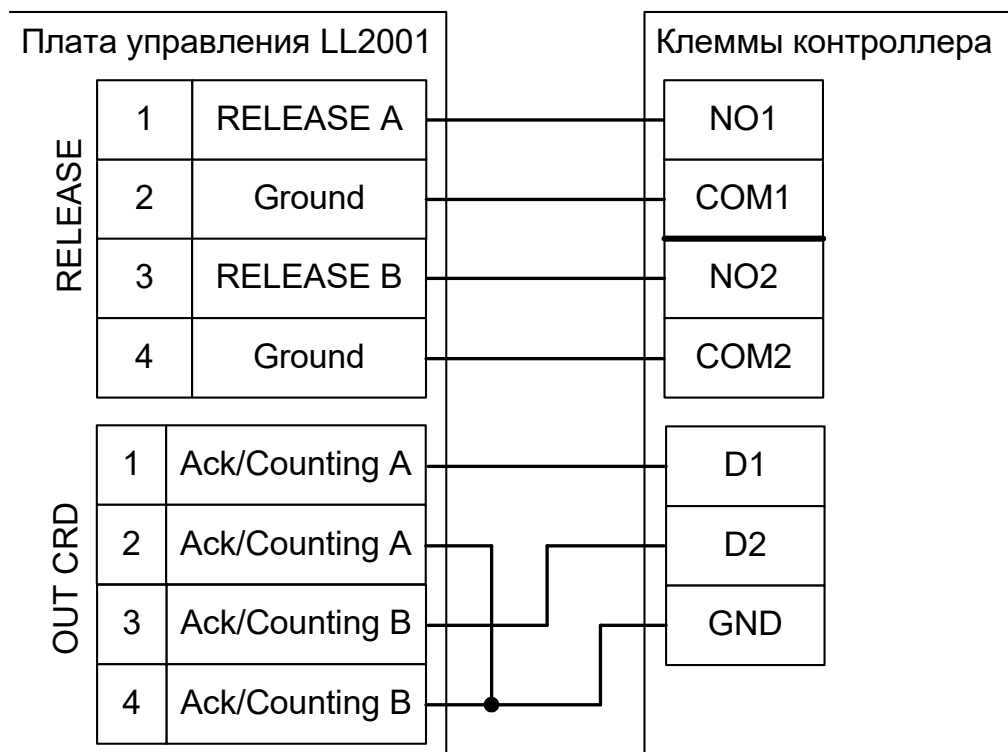 Плата управления LL2001
Клеммы контроллера
RELEASE
1 RELEASE A
2 Ground
3 RELEASE B
4 Ground
NO1
COM1
NO2
COM2
OUT CRD
1 Ack/Counting A
2 Ack/Counting A
3 Ack/Counting B
4 Ack/Counting B
D1
D2
GND